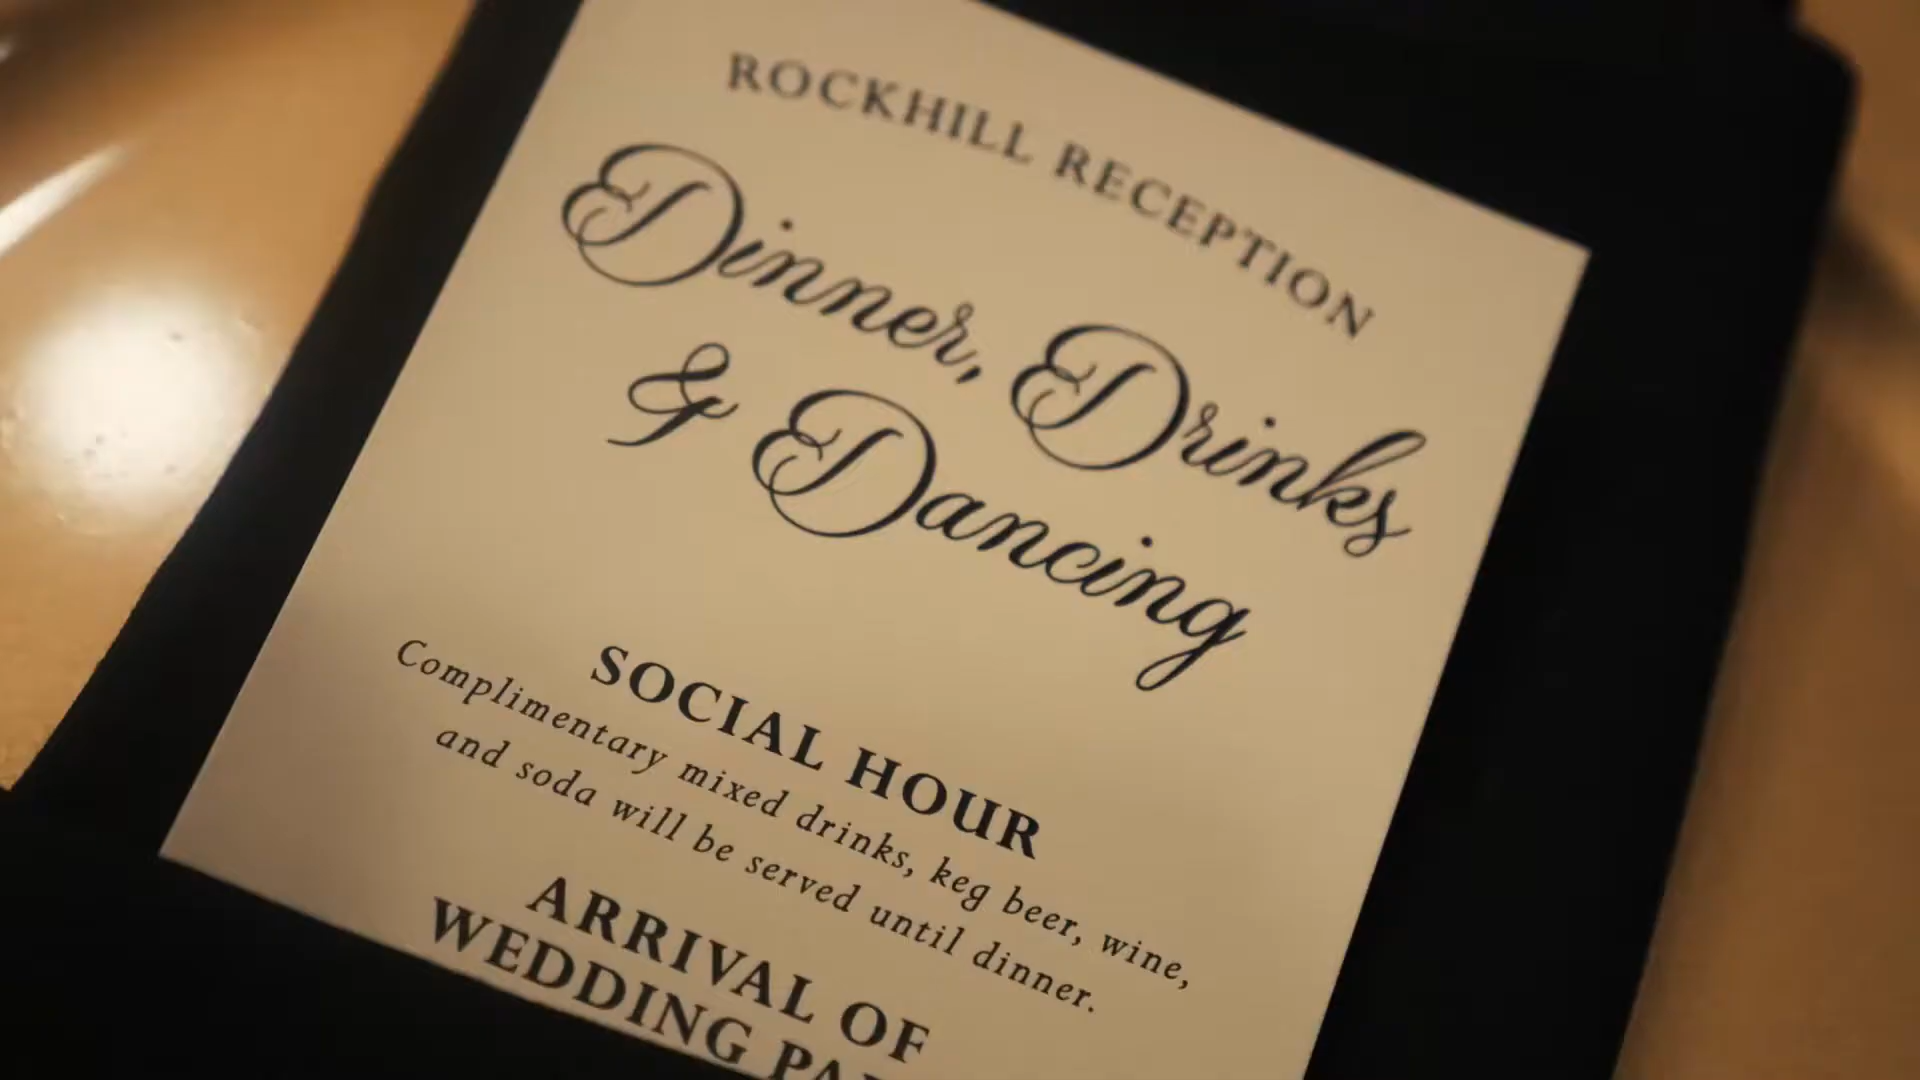 ROCKHILL RECEPTION
Dinner, Drinks
& Dancing
SOCIAL HOUR
Complimentary mixed drinks, keg beer, wine,
and soda will be served until dinner.
ARRIVAL OF
WEDDING